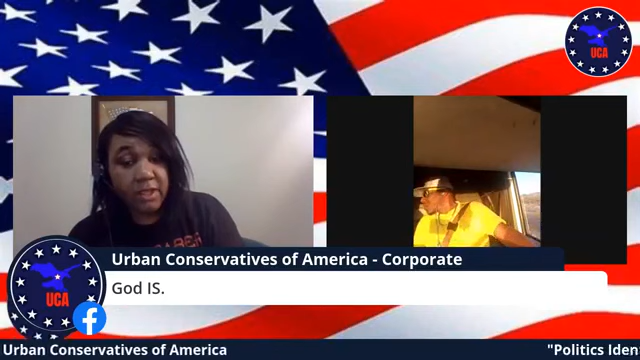 UCA
Urban Conservatives of America - Corporate
God IS.
UCA
Urban Conservatives of America
"Politics Iden